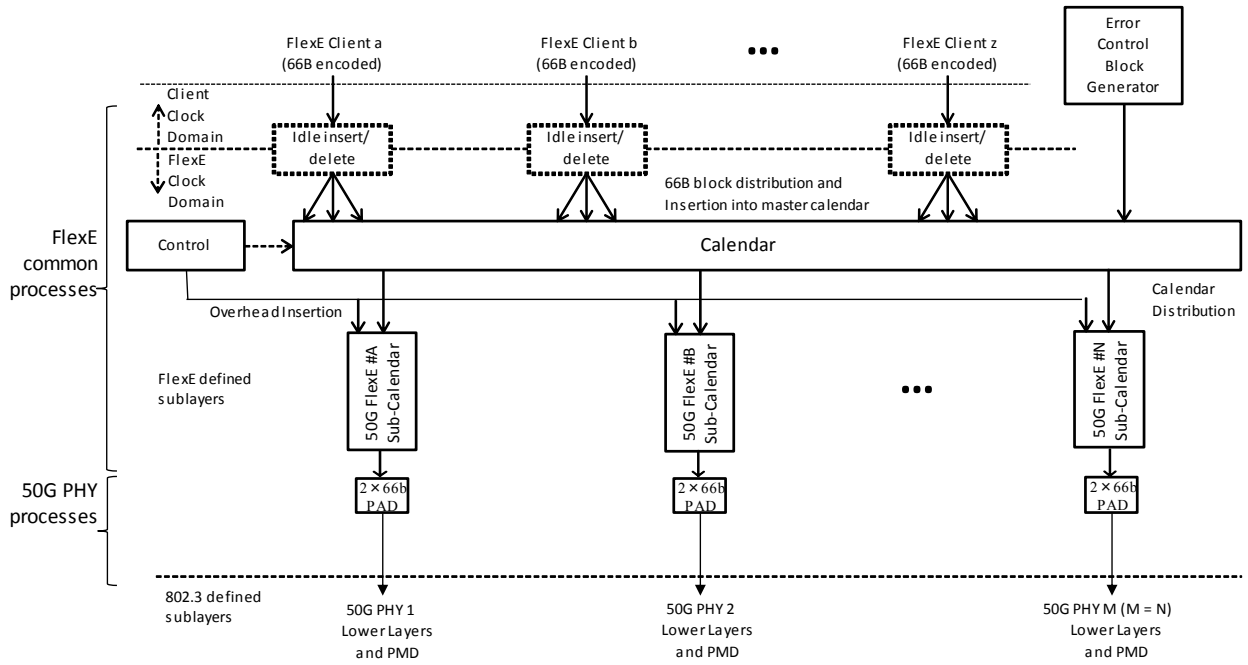 FlexE Client a
(66B encoded)
FlexE Client b
(66B encoded)
•••
FlexE Client z
(66B encoded)
Error
Control
Block
Generator
Client
Clock
Domain
FlexE
Clock
Domain
Idle insert/
delete
Idle insert/
delete
Idle insert/
delete
66B block distribution and
Insertion into master calendar
FlexE
common
processes
Control
Calendar
Overhead Insertion
Calendar
Distribution
FlexE defined
sublayers
50G FlexE #A
Sub-Calendar
50G FlexE #B
Sub-Calendar
•••
50G FlexE #N
Sub-Calendar
50G PHY
processes
2×66b
PAD
2×66b
PAD
2×66b
PAD
802.3 defined
sublayers
50G PHY 1
Lower Layers
and PMD
50G PHY 2
Lower Layers
and PMD
50G PHY M (M = N)
Lower Layers
and PMD